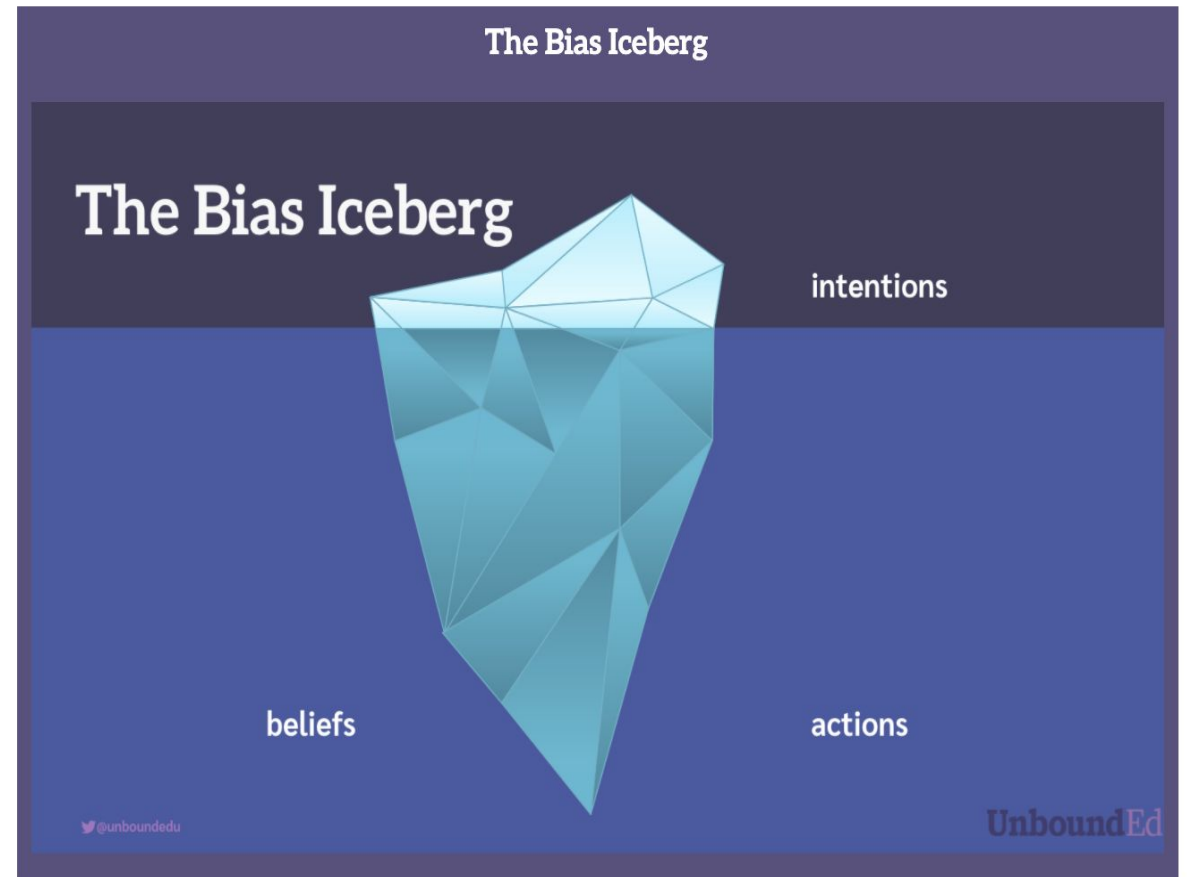 The Bias Iceberg
The Bias Iceberg
intentions
beliefs
actions
@unboundedu
UnboundEd